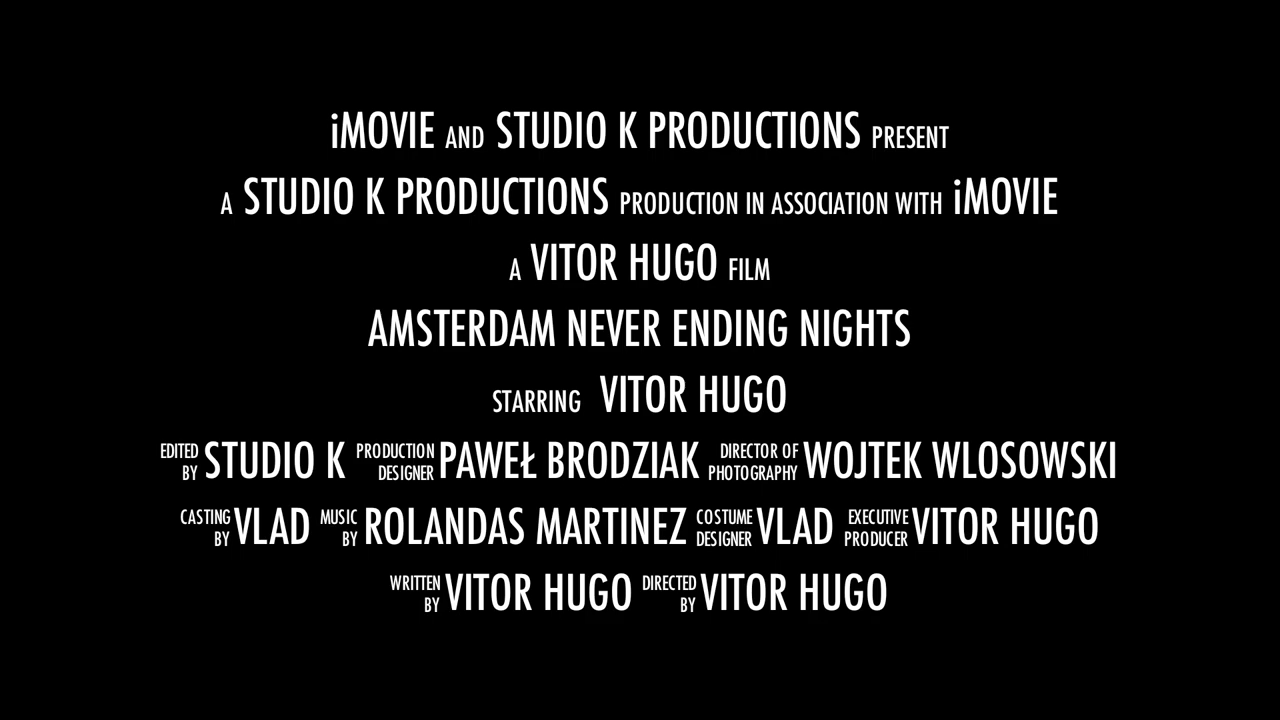 iMOVIE AND STUDIO K PRODUCTIONS PRESENT
A STUDIO K PRODUCTIONS PRODUCTION IN ASSOCIATION WITH iMOVIE
A VITOR HUGO FILM
AMSTERDAM NEVER ENDING NIGHTS
STARRING VITOR HUGO
EDITED BY STUDIO K PRODUCTION DESIGNER PAWEŁ BRODZIAK DIRECTOR OF PHOTOGRAPHY WOJTEK WLOSOWSKI
CASTING BY VLAD MUSIC BY ROLANDAS MARTINEZ COSTUME DESIGNER VLAD EXECUTIVE PRODUCER VITOR HUGO
WRITTEN BY VITOR HUGO DIRECTED BY VITOR HUGO